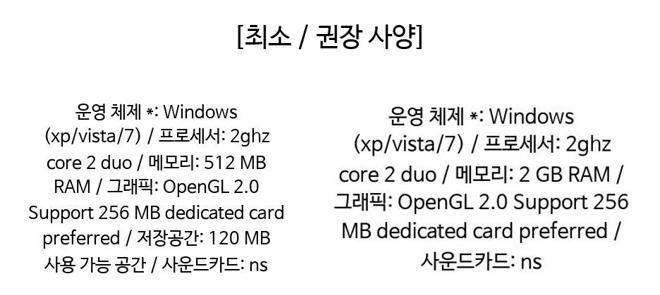 [최소 / 권장 사양]
운영 체제 *: Windows
(xp/vista/7) / 프로세서: 2ghz
core 2 duo / 메모리: 512 MB
RAM / 그래픽: OpenGL 2.0
Support 256 MB dedicated card
preferred / 저장공간: 120 MB
사용 가능 공간 / 사운드카드: ns
운영 체제 *: Windows
(xp/vista/7) / 프로세서: 2ghz
core 2 duo / 메모리: 2 GB RAM /
그래픽: OpenGL 2.0 Support 256
MB dedicated card preferred /
사운드카드: ns